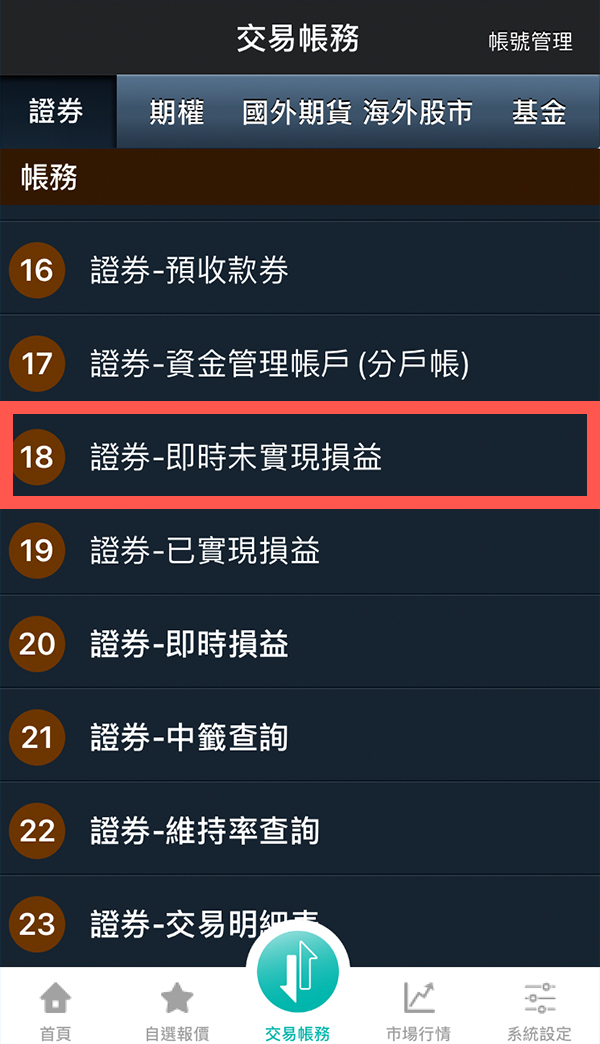 交易帳務
帳號管理
證券 期權 國外期貨 海外股市 基金
帳務
16 證券-預收款券
17 證券-資金管理帳戶 (分戶帳)
18 證券-即時未實現損益
19 證券-已實現損益
20 證券-即時損益
21 證券-中籤查詢
22 證券-維持率查詢
23 證券-交易明細表
首頁 自選報價 交易帳務 市場行情 系統設定